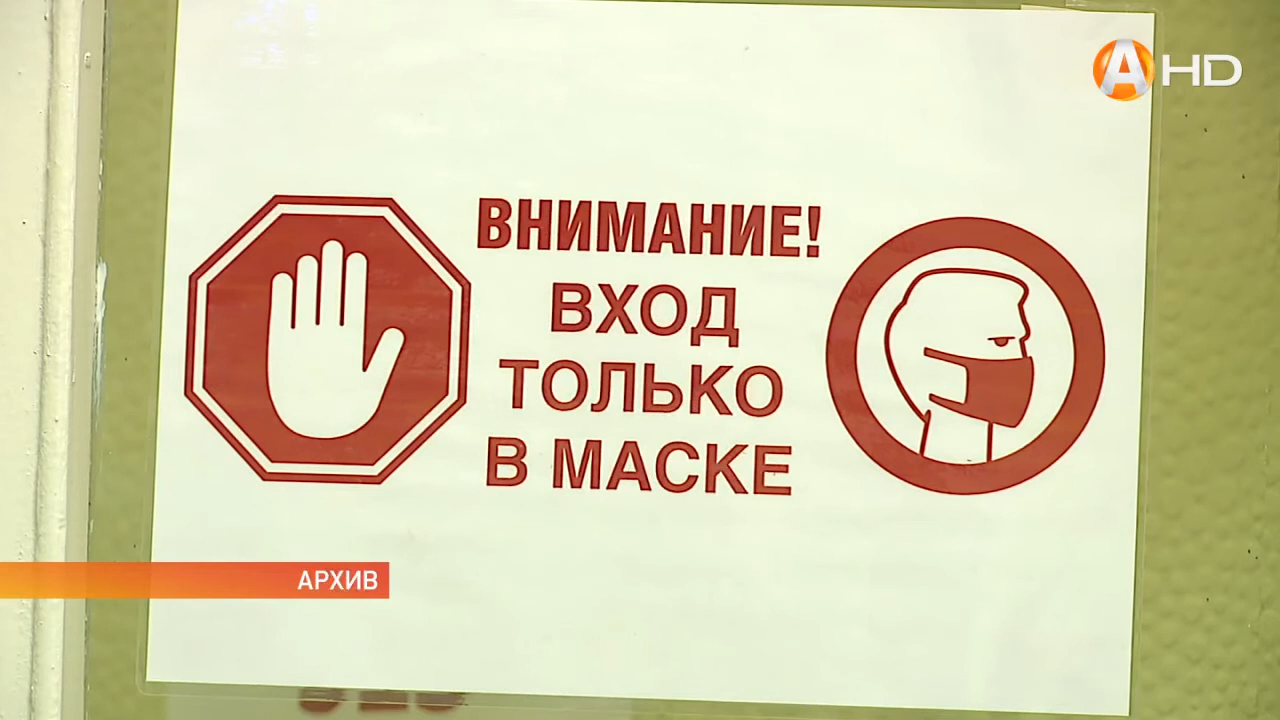 A HD
ВНИМАНИЕ!
ВХОД
ТОЛЬКО
В МАСКЕ
АРХИВ